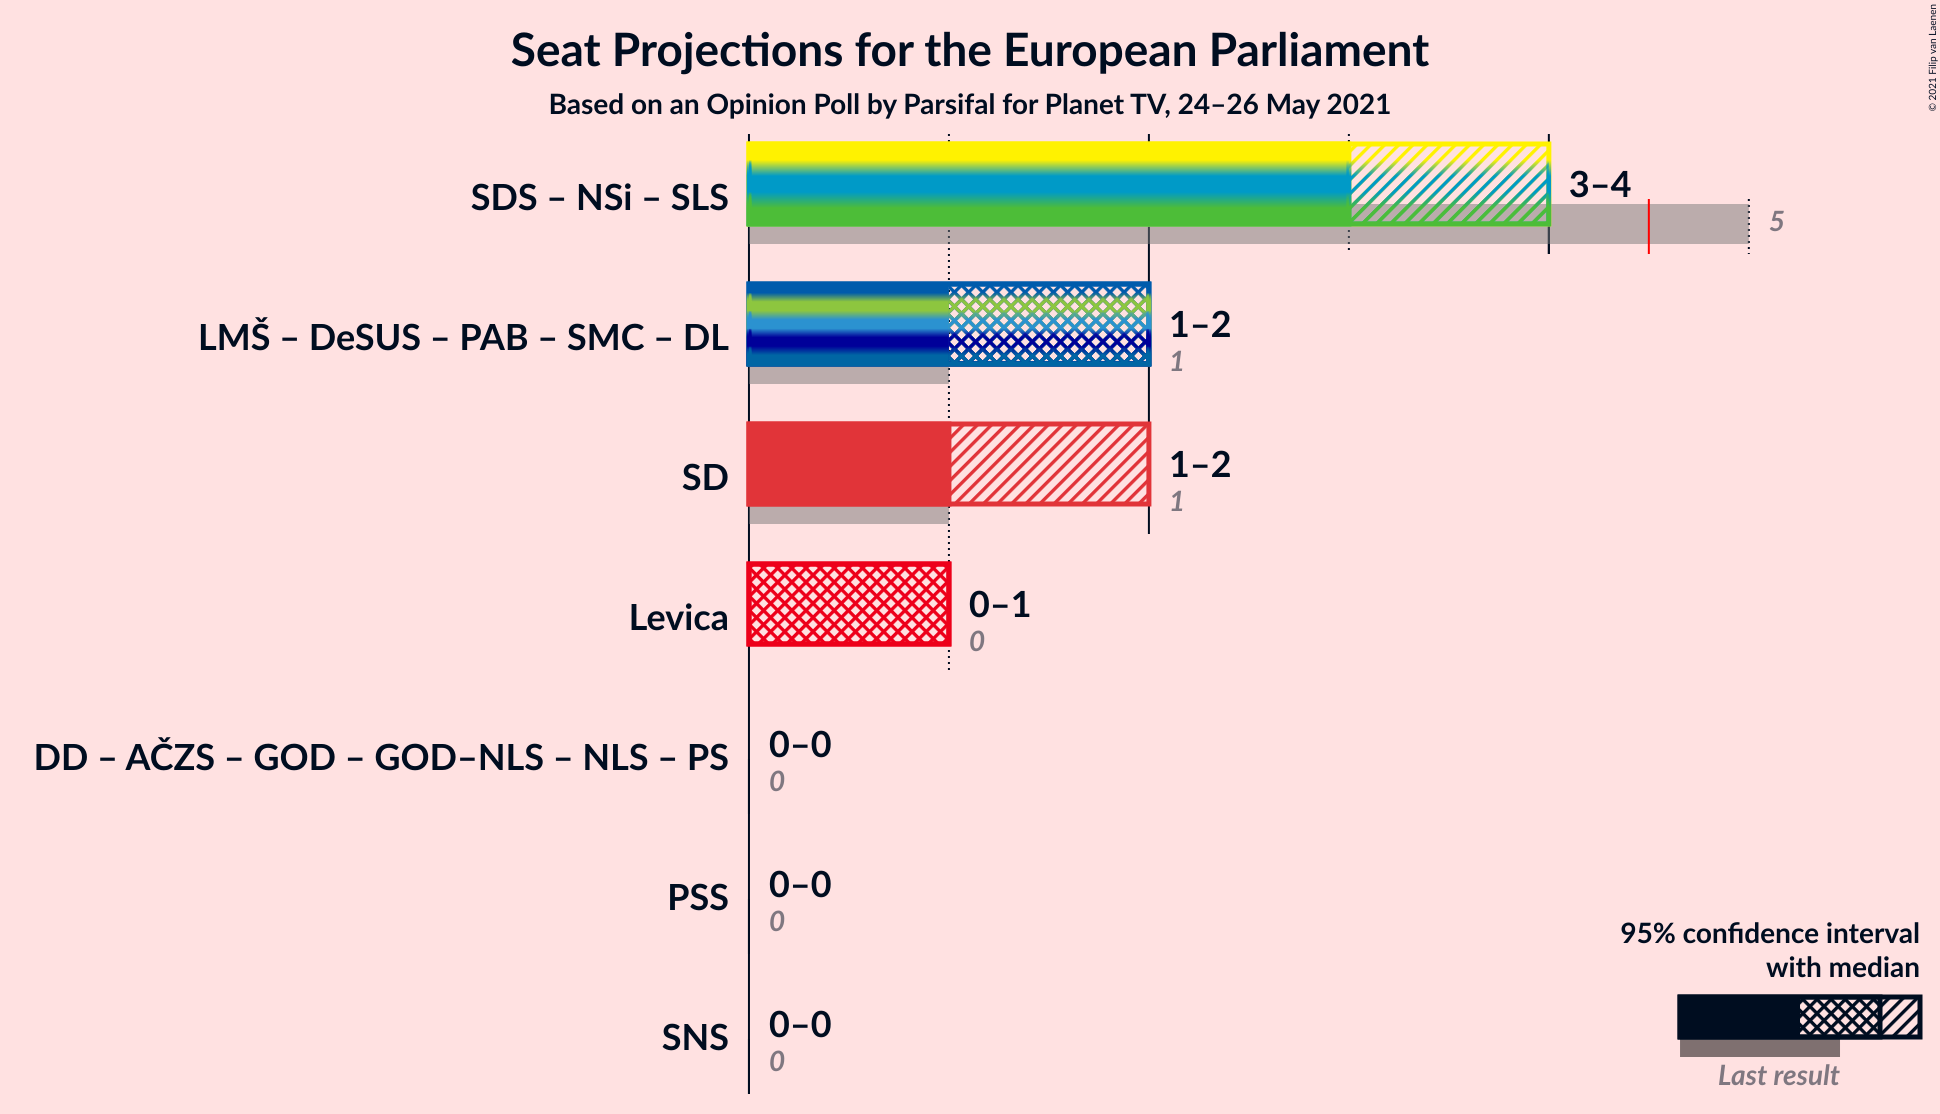 Seat Projections for the European Parliament
Based on an Opinion Poll by Parsifal for Planet TV, 24–26 May 2021
© 2021 Filip van Laenen
SDS – NSi – SLS
3–4
5
LMŠ – DeSUS – PAB – SMC – DL
1–2
1
SD
1–2
1
Levica
0–1
0
DD – AČZS – GOD – GOD–NLS – NLS – PS
0–0
0
PSS
0–0
0
SNS
0–0
0
95% confidence interval
with median
Last result